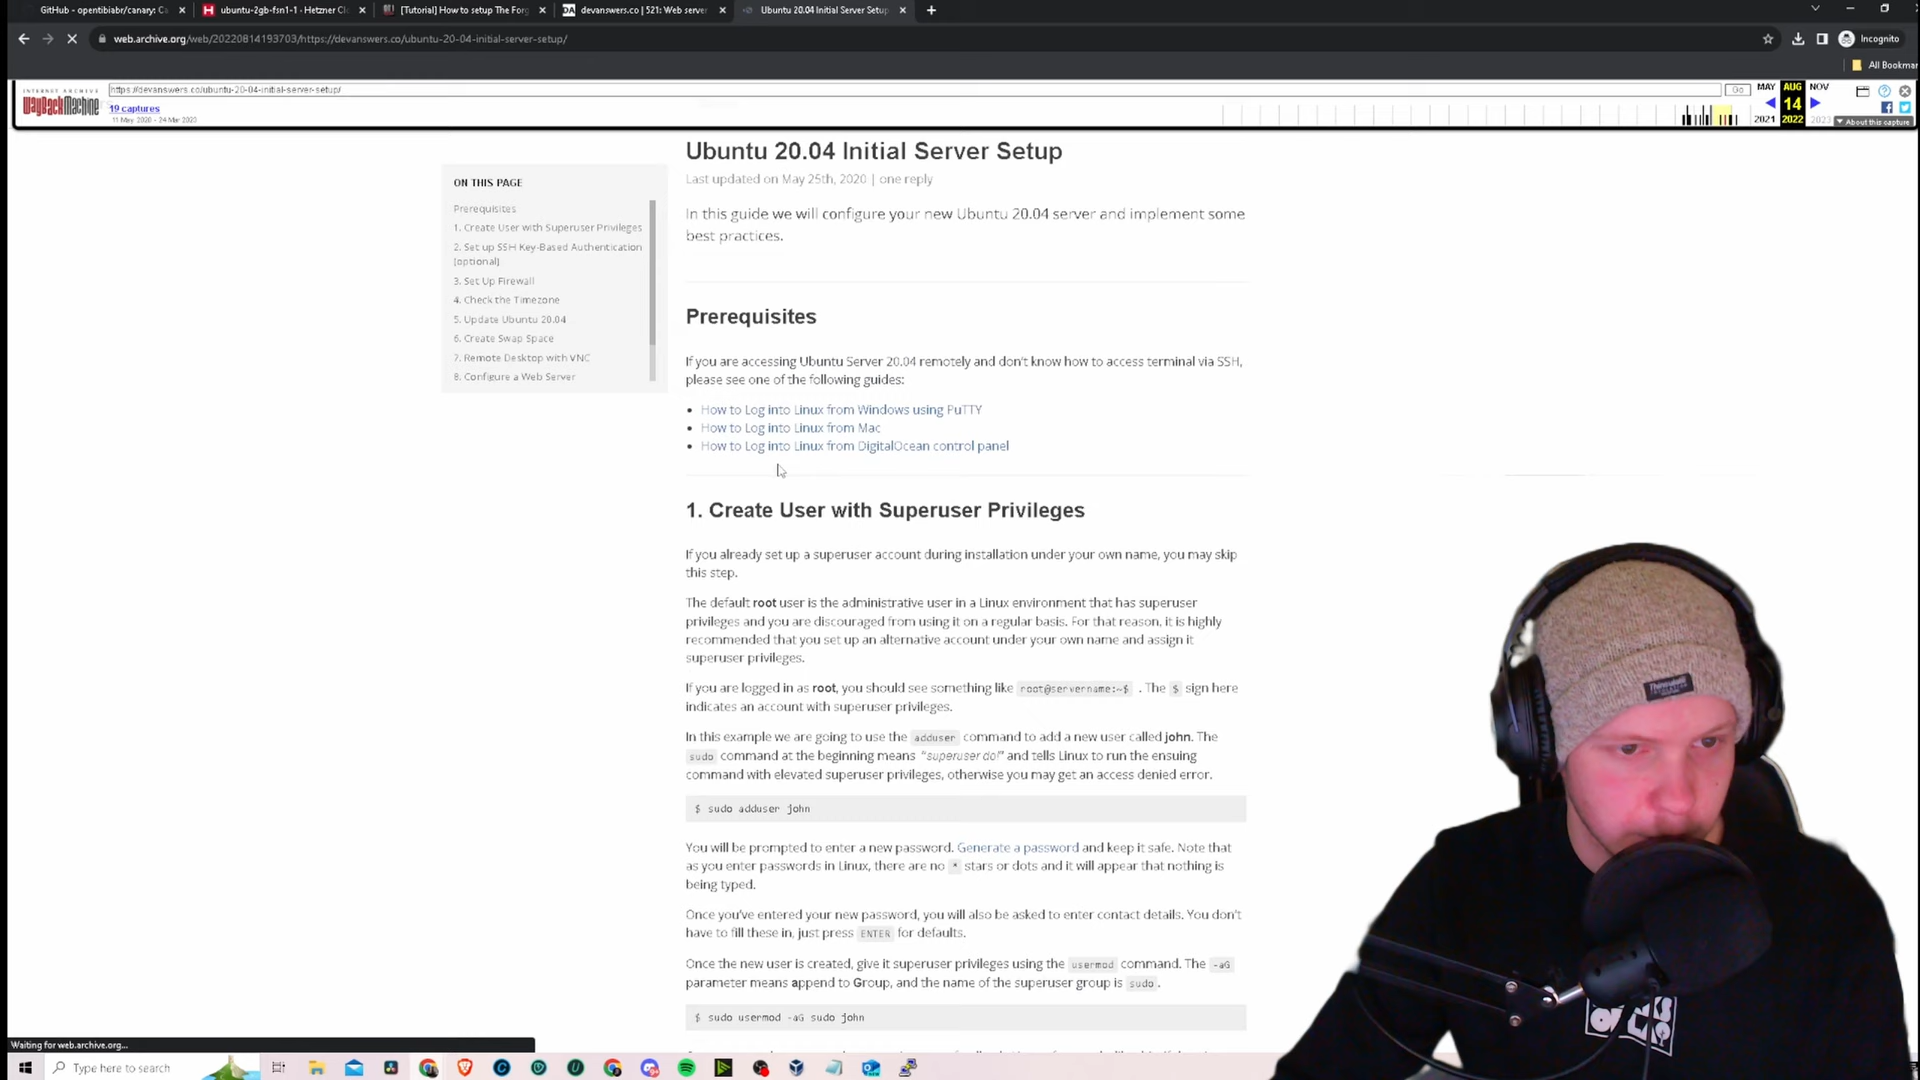 GitHub - opentibiabr/canary: Ca
ubuntu-2gb-fsn1-1 - Hetzner Cl
[Tutorial] How to setup The For
devanswers.co | 521: Web server
Ubuntu 20.04 Initial Server Setup
web.archive.org/web/20220814193703/https://devanswers.co/ubuntu-20-04-initial-server-setup/
Incognito
All Bookmar
INTERNET ARCHIVE
WayBackMachine
https://devanswers.co/ubuntu-20-04-initial-server-setup/
Go
MAY AUG NOV
19 captures
14
11 May 2020 - 24 Mar 2023
2021 2022 2023
About this capture
Ubuntu 20.04 Initial Server Setup
Last updated on May 25th, 2020 | one reply
In this guide we will configure your new Ubuntu 20.04 server and implement some
best practices.
ON THIS PAGE
Prerequisites
1. Create User with Superuser Privileges
2. Set up SSH Key-Based Authentication
[optional]
3. Set Up Firewall
4. Check the Timezone
5. Update Ubuntu 20.04
6. Create Swap Space
7. Remote Desktop with VNC
8. Configure a Web Server
Prerequisites
If you are accessing Ubuntu Server 20.04 remotely and don't know how to access terminal via SSH,
please see one of the following guides:
How to Log into Linux from Windows using PuTTY
How to Log into Linux from Mac
How to Log into Linux from DigitalOcean control panel
1. Create User with Superuser Privileges
If you already set up a superuser account during installation under your own name, you may skip
this step.
The default root user is the administrative user in a Linux environment that has superuser
privileges and you are discouraged from using it on a regular basis. For that reason, it is highly
recommended that you set up an alternative account under your own name and assign it
superuser privileges.
If you are logged in as root, you should see something like root@servername:~$ . The $ sign here
indicates an account with superuser privileges.
In this example we are going to use the adduser command to add a new user called john. The
sudo command at the beginning means "superuser do!" and tells Linux to run the ensuing
command with elevated superuser privileges, otherwise you may get an access denied error.
$ sudo adduser john
You will be prompted to enter a new password. Generate a password and keep it safe. Note that
as you enter passwords in Linux, there are no * stars or dots and it will appear that nothing is
being typed.
Once you've entered your new password, you will also be asked to enter contact details. You don't
have to fill these in, just press ENTER for defaults.
Once the new user is created, give it superuser privileges using the usermod command. The -aG
parameter means append to Group, and the name of the superuser group is sudo.
$ sudo usermod -aG sudo john
Waiting for web.archive.org...
Type here to search